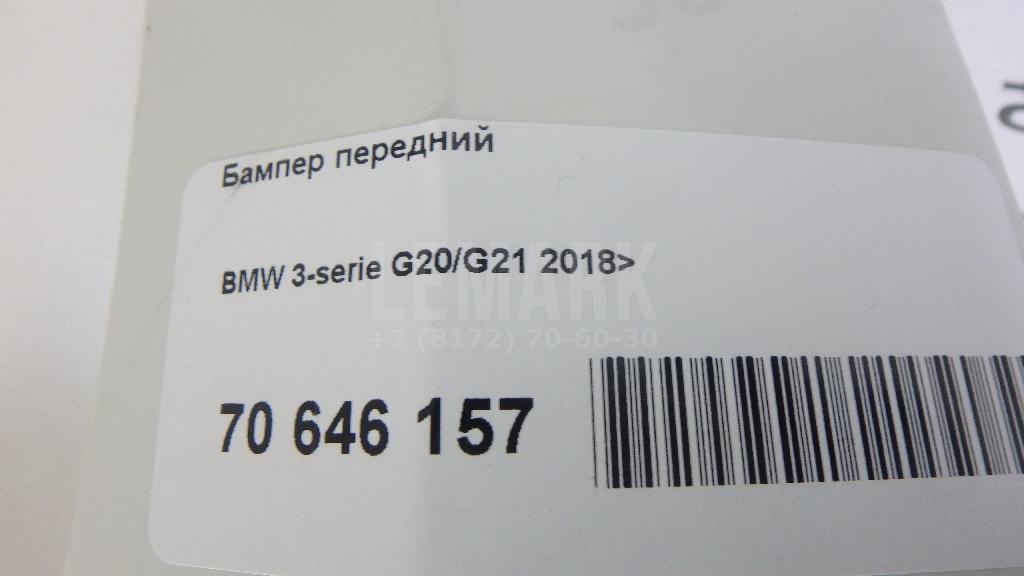 Бампер передний
BMW 3-serie G20/G21 2018>
LEMARK
+7 (8172) 70-60-30
70 646 157